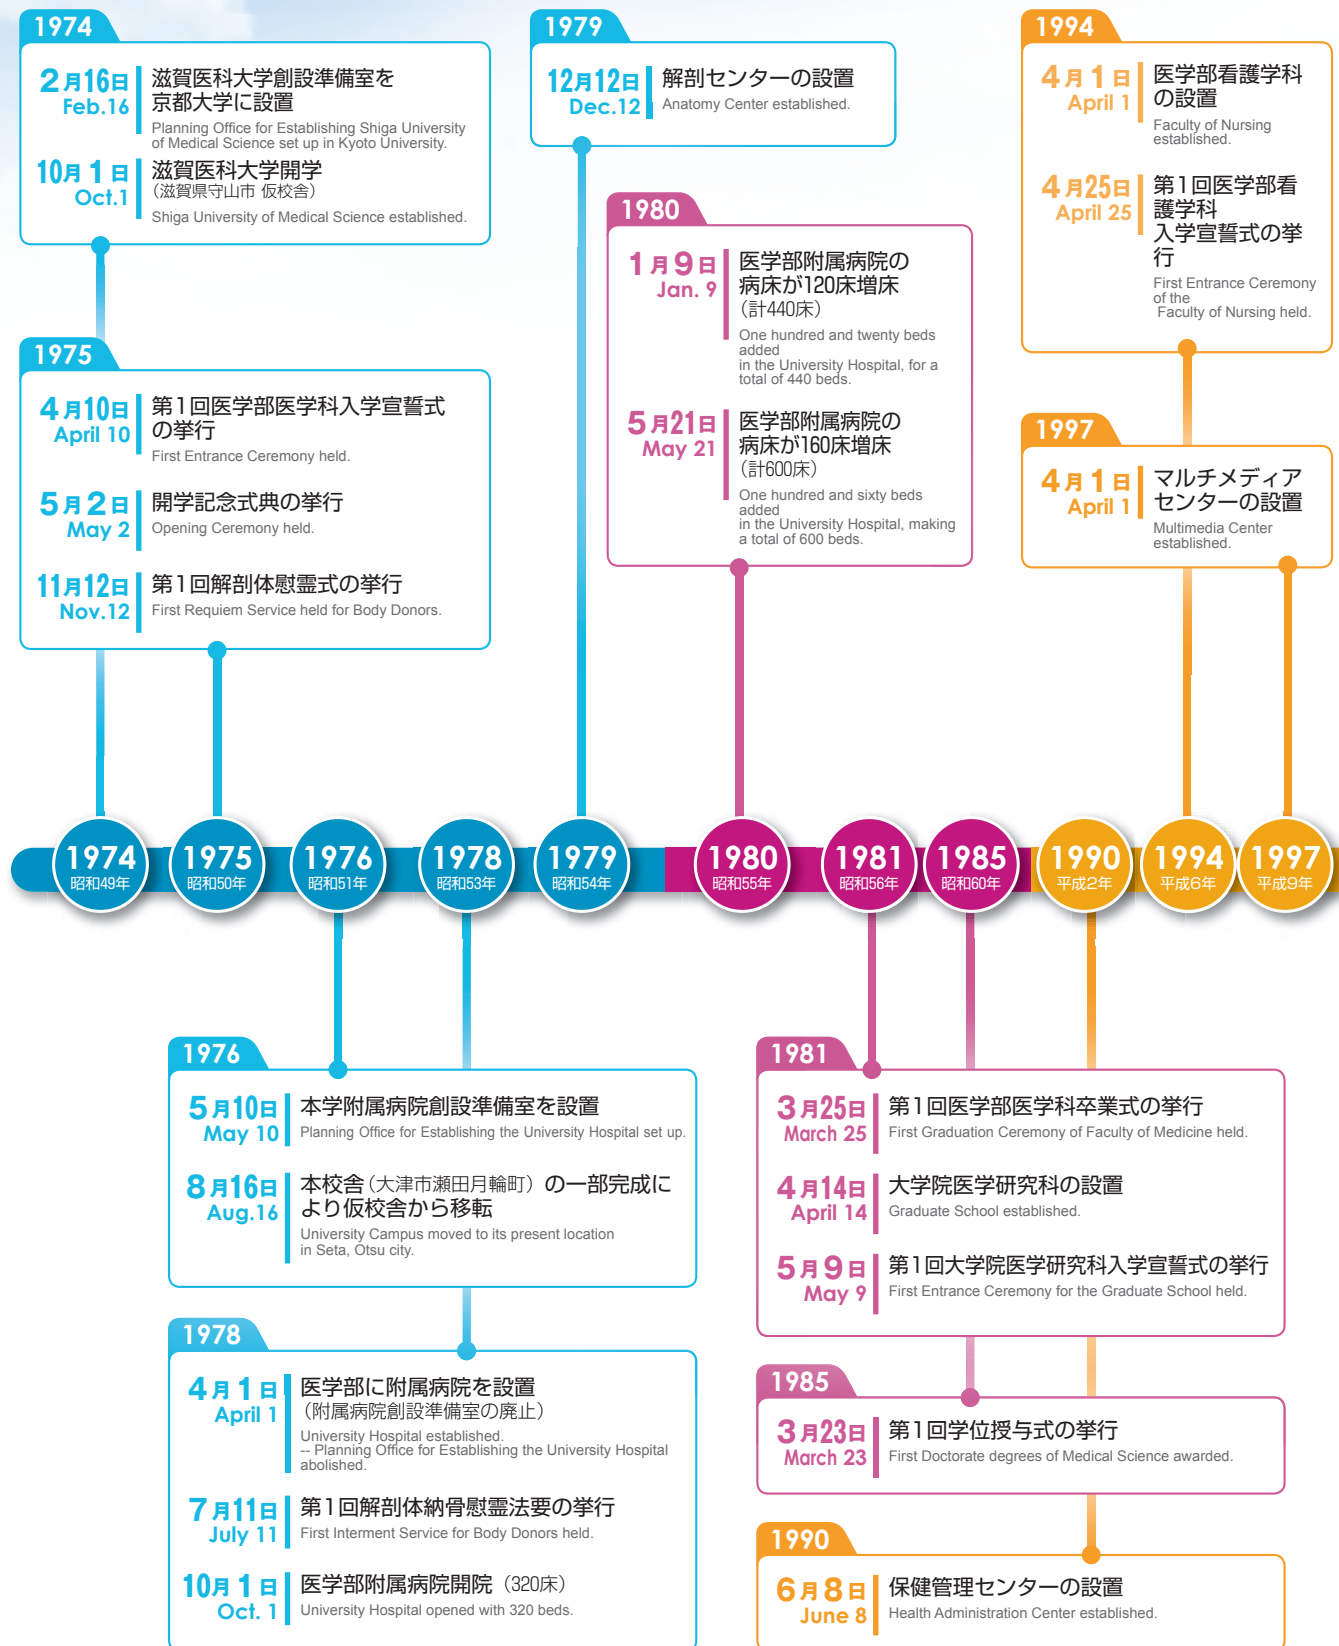 1974
2月16日
Feb.16
滋賀医科大学創設準備室を
京都大学に設置
Planning Office for Establishing Shiga University
of Medical Science set up in Kyoto University.
10月1日
Oct.1
滋賀医科大学開学
（滋賀県守山市 仮校舎）
Shiga University of Medical Science established.
1975
4月10日
April 10
第1回医学部医学科入学宣誓式
の挙行
First Entrance Ceremony held.
5月2日
May 2
開学記念式典の挙行
Opening Ceremony held.
11月12日
Nov.12
第1回解剖体慰霊式の挙行
First Requiem Service held for Body Donors.
1979
12月12日
Dec.12
解剖センターの設置
Anatomy Center established.
1980
1月9日
Jan. 9
医学部附属病院の
病床が120床増床
（計440床）
One hundred and twenty beds
added
in the University Hospital, for a
total of 440 beds.
5月21日
May 21
医学部附属病院の
病床が160床増床
（計600床）
One hundred and sixty beds
added
in the University Hospital, making
a total of 600 beds.
1994
4月1日
April 1
医学部看護学科
の設置
Faculty of Nursing
established.
4月25日
April 25
第1回医学部看
護学科
入学宣誓式の挙
行
First Entrance Ceremony
of the
Faculty of Nursing held.
1997
4月1日
April 1
マルチメディア
センターの設置
Multimedia Center
established.
1974
昭和49年
1975
昭和50年
1976
昭和51年
1978
昭和53年
1979
昭和54年
1980
昭和55年
1981
昭和56年
1985
昭和60年
1990
平成2年
1994
平成6年
1997
平成9年
1976
5月10日
May 10
本学附属病院創設準備室を設置
Planning Office for Establishing the University Hospital set up.
8月16日
Aug.16
本校舎（大津市瀬田月輪町）の一部完成に
より仮校舎から移転
University Campus moved to its present location
in Seta, Otsu city.
1978
4月1日
April 1
医学部に附属病院を設置
（附属病院創設準備室の廃止）
University Hospital established.
-- Planning Office for Establishing the University Hospital
abolished.
7月11日
July 11
第1回解剖体納骨慰霊法要の挙行
First Interment Service for Body Donors held.
10月1日
Oct. 1
医学部附属病院開院（320床）
University Hospital opened with 320 beds.
1981
3月25日
March 25
第1回医学部医学科卒業式の挙行
First Graduation Ceremony of Faculty of Medicine held.
4月14日
April 14
大学院医学研究科の設置
Graduate School established.
5月9日
May 9
第1回大学院医学研究科入学宣誓式の挙行
First Entrance Ceremony for the Graduate School held.
1985
3月23日
March 23
第1回学位授与式の挙行
First Doctorate degrees of Medical Science awarded.
1990
6月8日
June 8
保健管理センターの設置
Health Administration Center established.